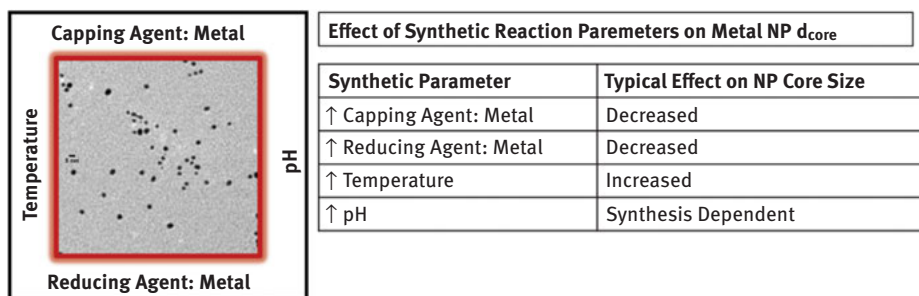 Capping Agent: Metal
Temperature
pH
Reducing Agent: Metal
Effect of Synthetic Reaction Paremeters on Metal NP dcore
Synthetic Parameter Typical Effect on NP Core Size
↑ Capping Agent: Metal Decreased
↑ Reducing Agent: Metal Decreased
↑ Temperature Increased
↑ pH Synthesis Dependent